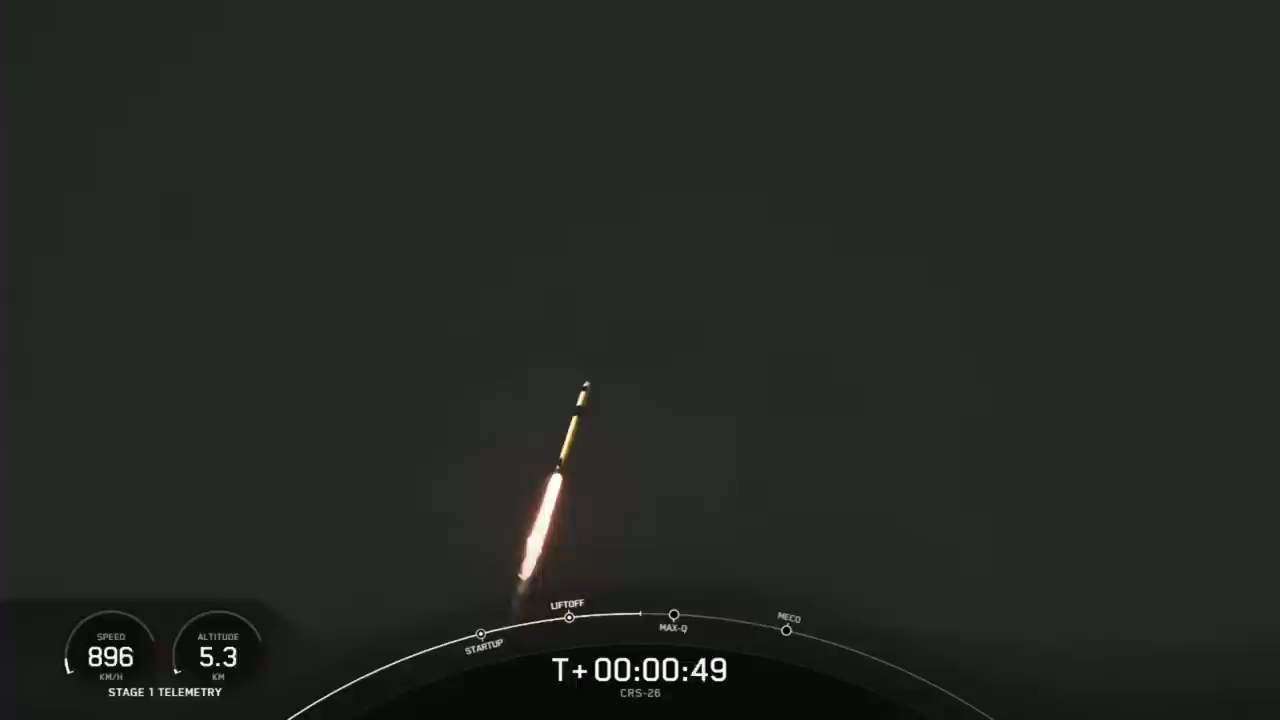 SPEED
896
KM/H
ALTITUDE
5.3
KM
STAGE 1 TELEMETRY
STARTUP
LIFTOFF
MAX-Q
MECO
T+00:00:49
CRS-26